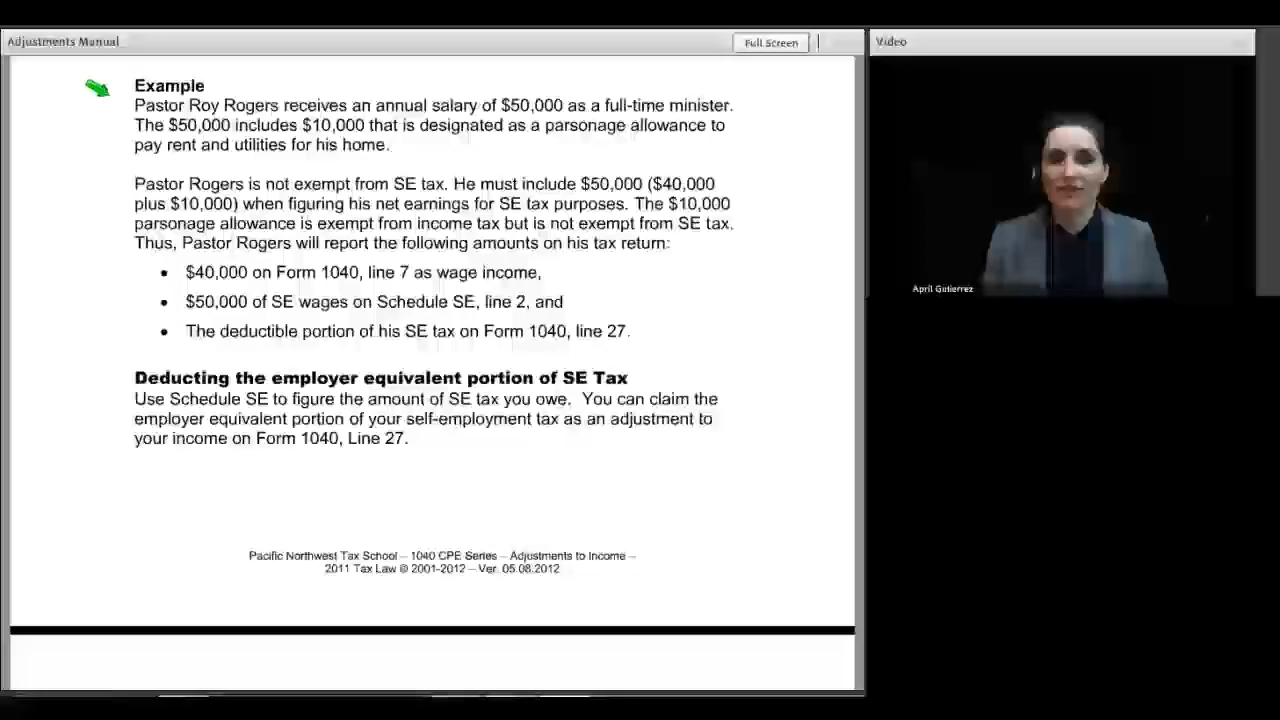 Adjustments Manual
Full Screen
Video
Example
Pastor Roy Rogers receives an annual salary of $50,000 as a full-time minister.
The $50,000 includes $10,000 that is designated as a parsonage allowance to
pay rent and utilities for his home.
Pastor Rogers is not exempt from SE tax. He must include $50,000 ($40,000
plus $10,000) when figuring his net earnings for SE tax purposes. The $10,000
parsonage allowance is exempt from income tax but is not exempt from SE tax.
Thus, Pastor Rogers will report the following amounts on his tax return:
• $40,000 on Form 1040, line 7 as wage income,
• $50,000 of SE wages on Schedule SE, line 2, and
• The deductible portion of his SE tax on Form 1040, line 27.
Deducting the employer equivalent portion of SE Tax
Use Schedule SE to figure the amount of SE tax you owe. You can claim the
employer equivalent portion of your self-employment tax as an adjustment to
your income on Form 1040, Line 27.
Pacific Northwest Tax School – 1040 CPE Series – Adjustments to Income –
2011 Tax Law © 2001-2012 – Ver. 05.08.2012
April Gutierrez